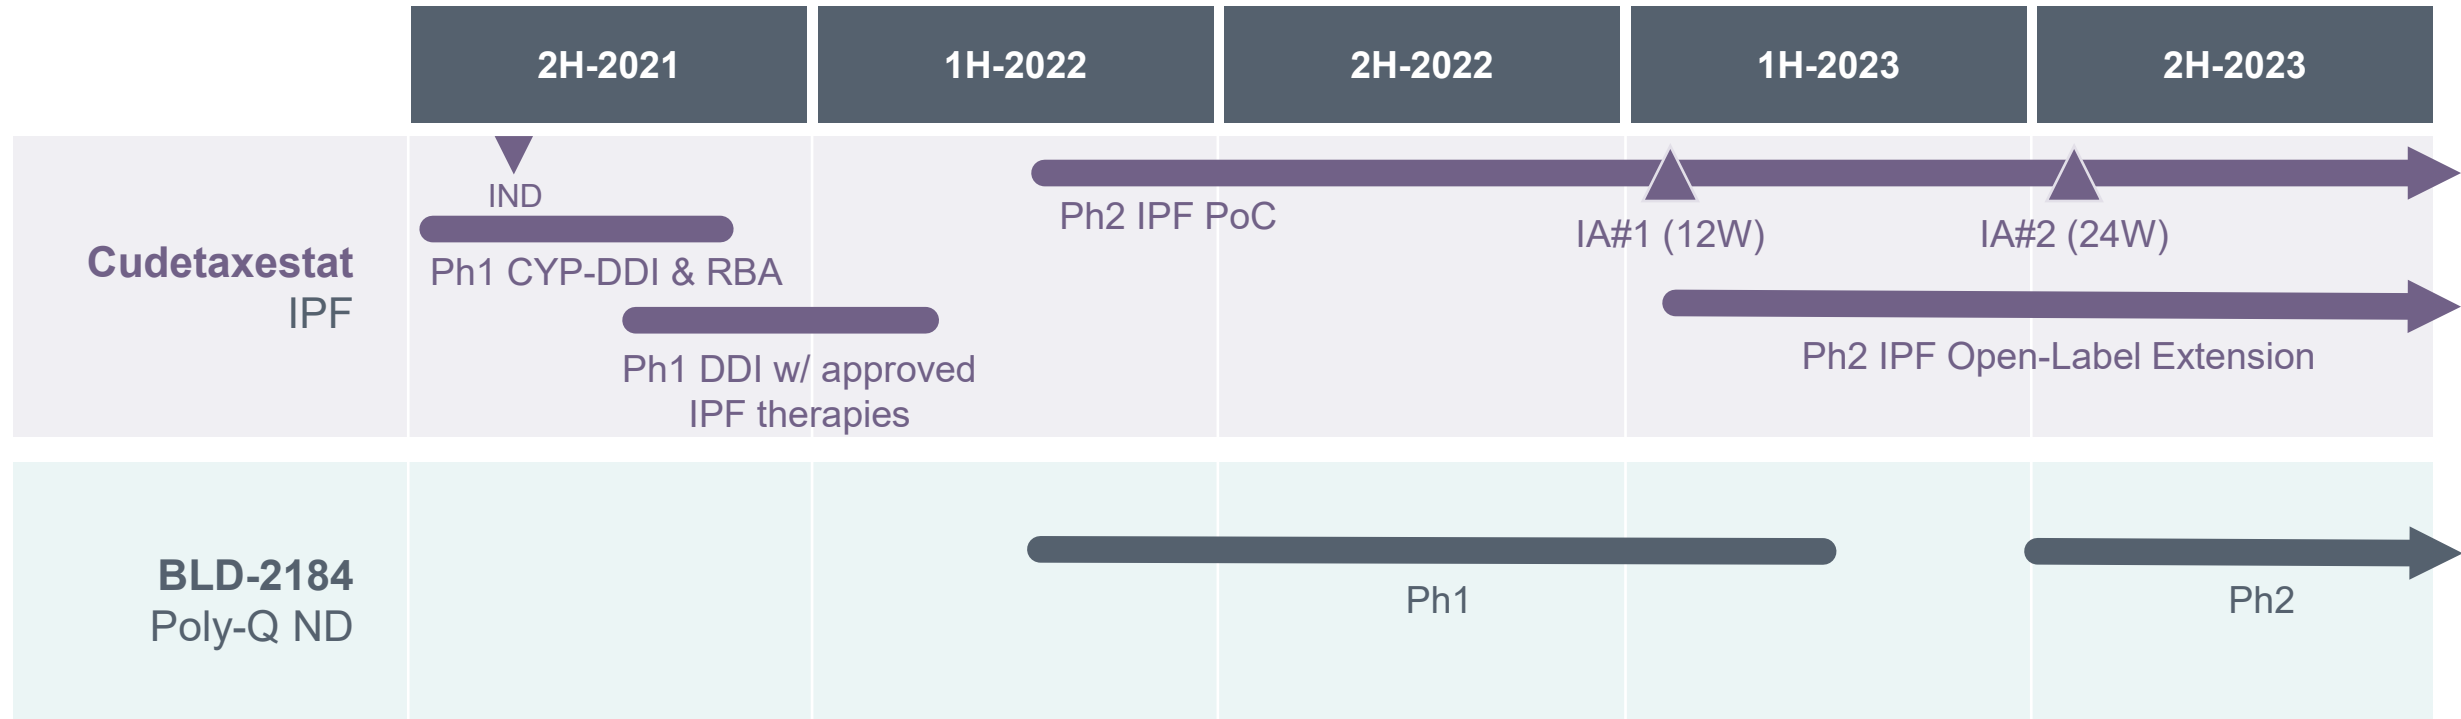 2H-2021
1H-2022
2H-2022
1H-2023
2H-2023
Cudetaxestat
IPF
IND
Ph1 CYP-DDI & RBA
Ph1 DDI w/ approved
IPF therapies
Ph2 IPF PoC
IA#1 (12W)
IA#2 (24W)
Ph2 IPF Open-Label Extension
BLD-2184
Poly-Q ND
Ph1
Ph2